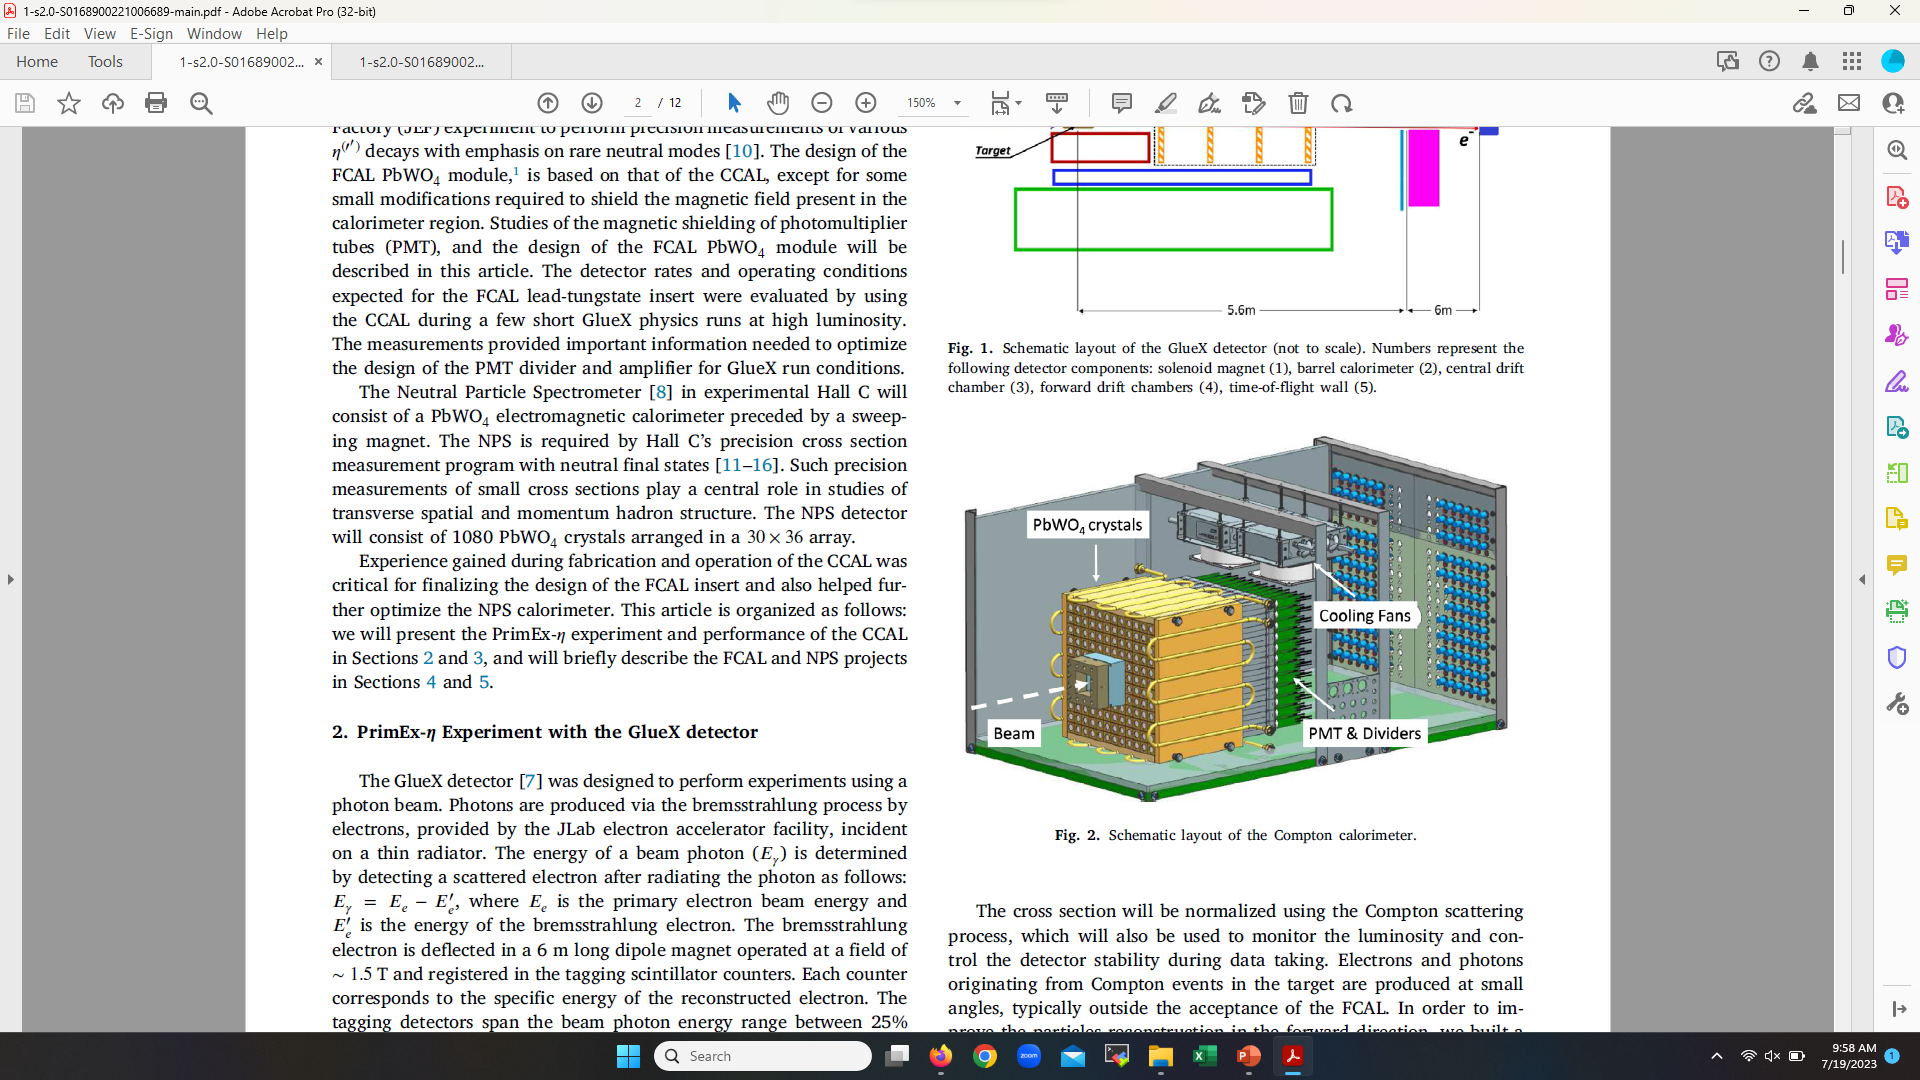 1-s2.0-S0168900221006689-main.pdf - Adobe Acrobat Pro (32-bit)
File Edit View E-Sign Window Help
Home Tools 1-s2.0-S01689002... × 1-s2.0-S01689002...
2 / 12 150%
Factory (JEF) experiment to perform precision measurements of various
η(′) decays with emphasis on rare neutral modes [10]. The design of the
FCAL PbWO₄ module,¹ is based on that of the CCAL, except for some
small modifications required to shield the magnetic field present in the
calorimeter region. Studies of the magnetic shielding of photomultiplier
tubes (PMT), and the design of the FCAL PbWO₄ module will be
described in this article. The detector rates and operating conditions
expected for the FCAL lead-tungstate insert were evaluated by using
the CCAL during a few short GlueX physics runs at high luminosity.
The measurements provided important information needed to optimize
the design of the PMT divider and amplifier for GlueX run conditions.
The Neutral Particle Spectrometer [8] in experimental Hall C will
consist of a PbWO₄ electromagnetic calorimeter preceded by a sweep-
ing magnet. The NPS is required by Hall C's precision cross section
measurement program with neutral final states [11–16]. Such precision
measurements of small cross sections play a central role in studies of
transverse spatial and momentum hadron structure. The NPS detector
will consist of 1080 PbWO₄ crystals arranged in a 30 × 36 array.
Experience gained during fabrication and operation of the CCAL was
critical for finalizing the design of the FCAL insert and also helped fur-
ther optimize the NPS calorimeter. This article is organized as follows:
we will present the PrimEx-η experiment and performance of the CCAL
in Sections 2 and 3, and will briefly describe the FCAL and NPS projects
in Sections 4 and 5.
2. PrimEx-η Experiment with the GlueX detector
The GlueX detector [7] was designed to perform experiments using a
photon beam. Photons are produced via the bremsstrahlung process by
electrons, provided by the JLab electron accelerator facility, incident
on a thin radiator. The energy of a beam photon (Eγ) is determined
by detecting a scattered electron after radiating the photon as follows:
Eγ = Eₑ − E′ₑ, where Eₑ is the primary electron beam energy and
E′ₑ is the energy of the bremsstrahlung electron. The bremsstrahlung
electron is deflected in a 6 m long dipole magnet operated at a field of
∼ 1.5 T and registered in the tagging scintillator counters. Each counter
corresponds to the specific energy of the reconstructed electron. The
tagging detectors span the beam photon energy range between 25%
Target
e⁻
5.6m
6m
Fig. 1. Schematic layout of the GlueX detector (not to scale). Numbers represent the
following detector components: solenoid magnet (1), barrel calorimeter (2), central drift
chamber (3), forward drift chambers (4), time-of-flight wall (5).
PbWO₄ crystals
Cooling Fans
Beam
PMT & Dividers
Fig. 2. Schematic layout of the Compton calorimeter.
The cross section will be normalized using the Compton scattering
process, which will also be used to monitor the luminosity and con-
trol the detector stability during data taking. Electrons and photons
originating from Compton events in the target are produced at small
angles, typically outside the acceptance of the FCAL. In order to im-
prove the particles reconstruction in the forward direction, we built a
Search
zoom
9:58 AM
7/19/2023
1